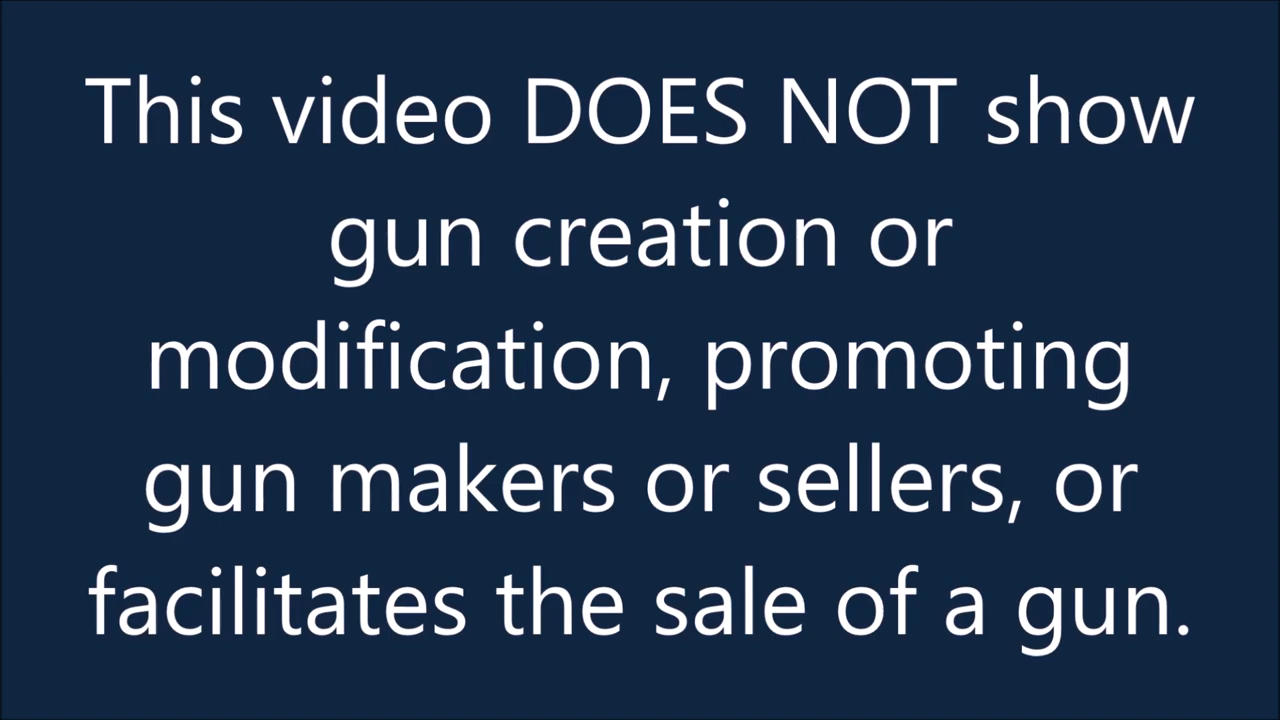 This video DOES NOT show
gun creation or
modification, promoting
gun makers or sellers, or
facilitates the sale of a gun.